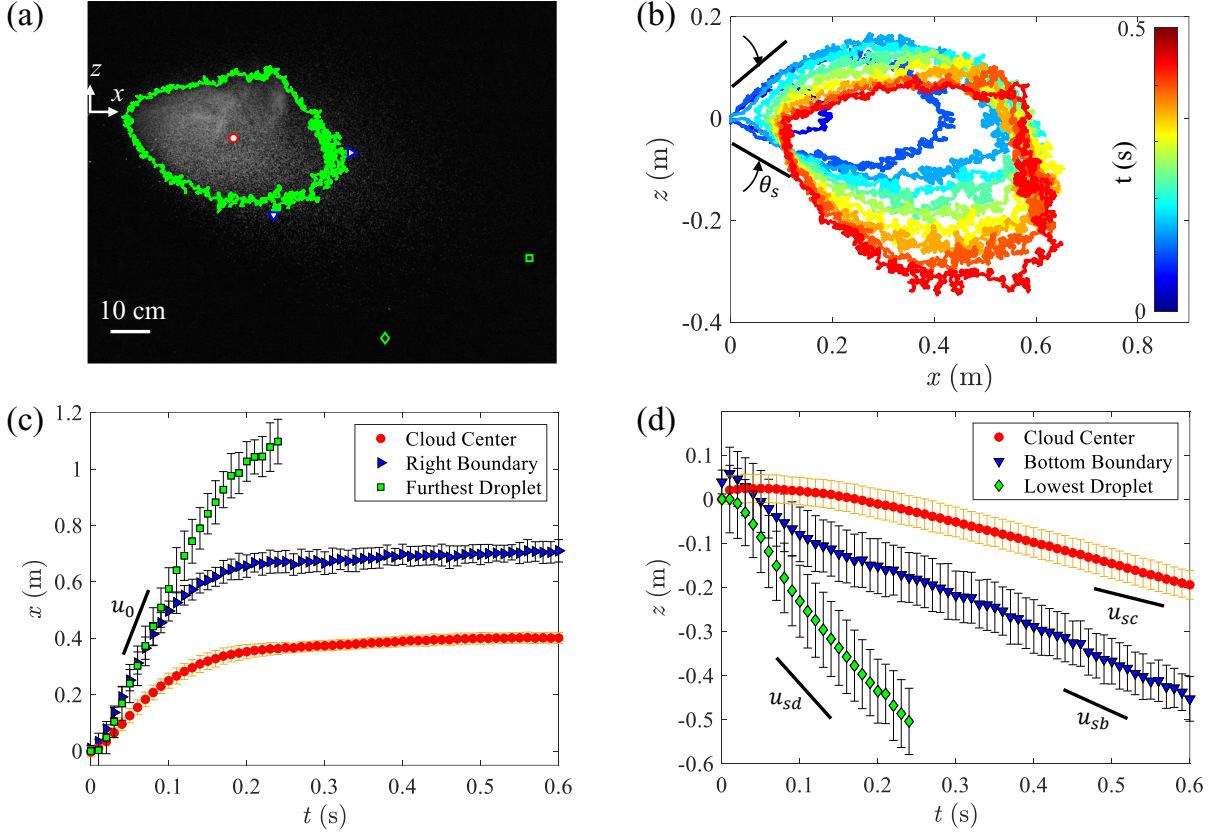 (a)
z
x
10 cm
(b)
0.2
0
-0.2
-0.4
z (m)
0
0.2
0.4
0.6
0.8
x (m)
θs
t (s)
0.5
0
(c)
1.2
1
0.8
0.6
0.4
0.2
0
x (m)
Cloud Center
Right Boundary
Furthest Droplet
u0
0
0.1
0.2
0.3
0.4
0.5
0.6
t (s)
(d)
0.1
0
-0.1
-0.2
-0.3
-0.4
-0.5
-0.6
z (m)
Cloud Center
Bottom Boundary
Lowest Droplet
usc
usd
usb
0
0.1
0.2
0.3
0.4
0.5
0.6
t (s)